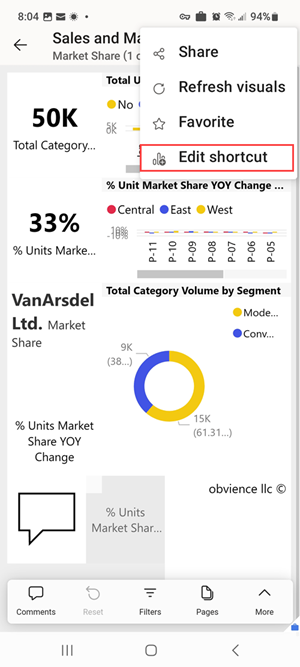 8:04
94%
Sales and Ma
Market Share (1 o
Share
Refresh visuals
Favorite
Edit shortcut
50K
Total Category...
Total U
No
5K
0K
33%
% Units Marke...
% Unit Market Share YOY Change ...
Central East West
10%
-10%
P-11 P-10 P-09 P-08 P-07 P-06 P-05
VanArsdel
Ltd. Market
Share
Total Category Volume by Segment
Mode...
Conv...
9K
(38...)
15K
(61.31...)
% Units Market
Share YOY
Change
% Units
Market Shar...
obvience llc ©
Comments Reset Filters Pages More